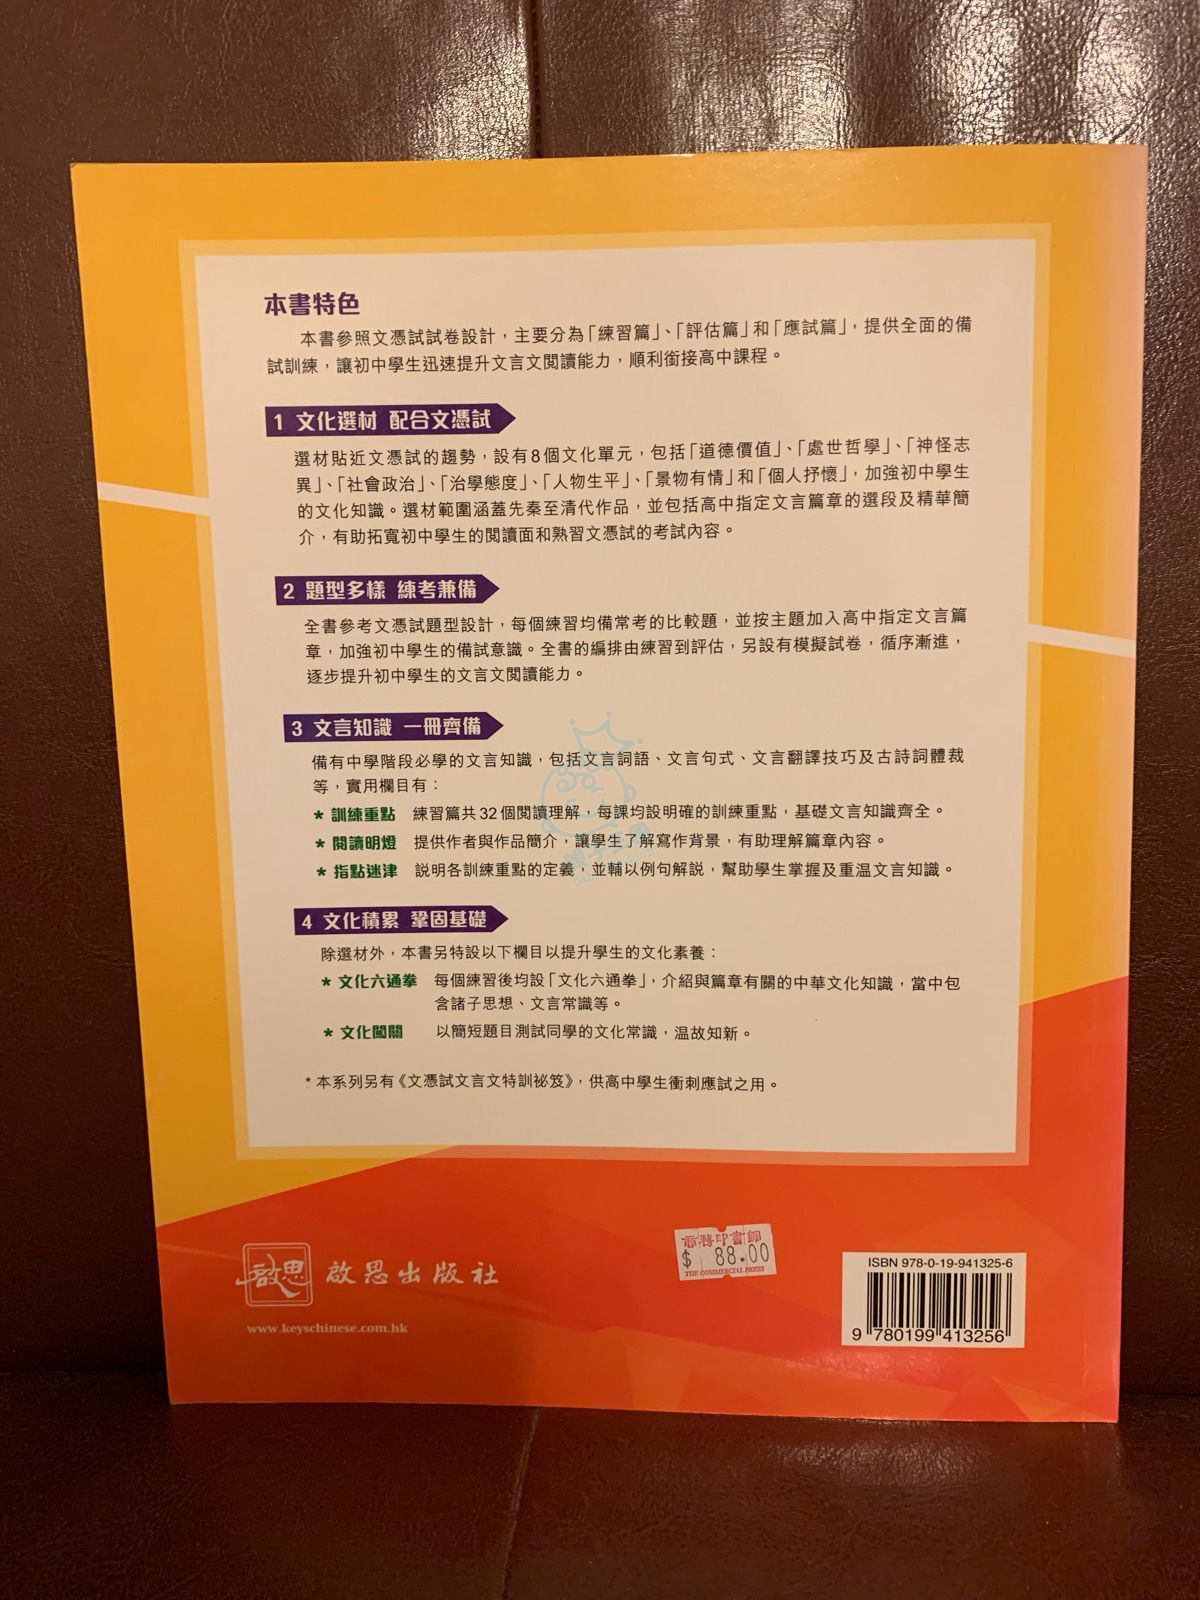 本書特色
本書參照文憑試試卷設計，主要分為「練習篇」、「評估篇」和「應試篇」，提供全面的備
試訓練，讓初中學生迅速提升文言文閱讀能力，順利銜接高中課程。
1 文化選材 配合文憑試
選材貼近文憑試的趨勢，設有8個文化單元，包括「道德價值」、「處世哲學」、「神怪志
異」、「社會政治」、「治學態度」、「人物生平」、「景物有情」和「個人抒懷」，加強初中學生
的文化知識。選材範圍涵蓋先秦至清代作品，並包括高中指定文言篇章的選段及精華簡
介，有助拓寬初中學生的閱讀面和熟習文憑試的考試內容。
2 題型多樣 練考兼備
全書參考文憑試題型設計，每個練習均備常考的比較題，並按主題加入高中指定文言篇
章，加強初中學生的備試意識。全書的編排由練習到評估，另設有模擬試卷，循序漸進，
逐步提升初中學生的文言文閱讀能力。
3 文言知識 一冊齊備
備有中學階段必學的文言知識，包括文言詞語、文言句式、文言翻譯技巧及古詩詞體裁
等，實用欄目有：
* 訓練重點 練習篇共32個閱讀理解，每課均設明確的訓練重點，基礎文言知識齊全。
* 閱讀明燈 提供作者與作品簡介，讓學生了解寫作背景，有助理解篇章內容。
* 指點迷津 說明各訓練重點的定義，並輔以例句解說，幫助學生掌握及重温文言知識。
4 文化積累 鞏固基礎
除選材外，本書另特設以下欄目以提升學生的文化素養：
* 文化六通拳 每個練習後均設「文化六通拳」，介紹與篇章有關的中華文化知識，當中包
含諸子思想、文言常識等。
* 文化闖關 以簡短題目測試同學的文化常識，温故知新。
* 本系列另有《文憑試文言文特訓祕笈》，供高中學生衝刺應試之用。
商務印書館
$ 88.00
THE COMMERCIAL PRESS
啟思
啟思出版社
www.keyschinese.com.hk
ISBN 978-0-19-941325-6
9 780199 413256